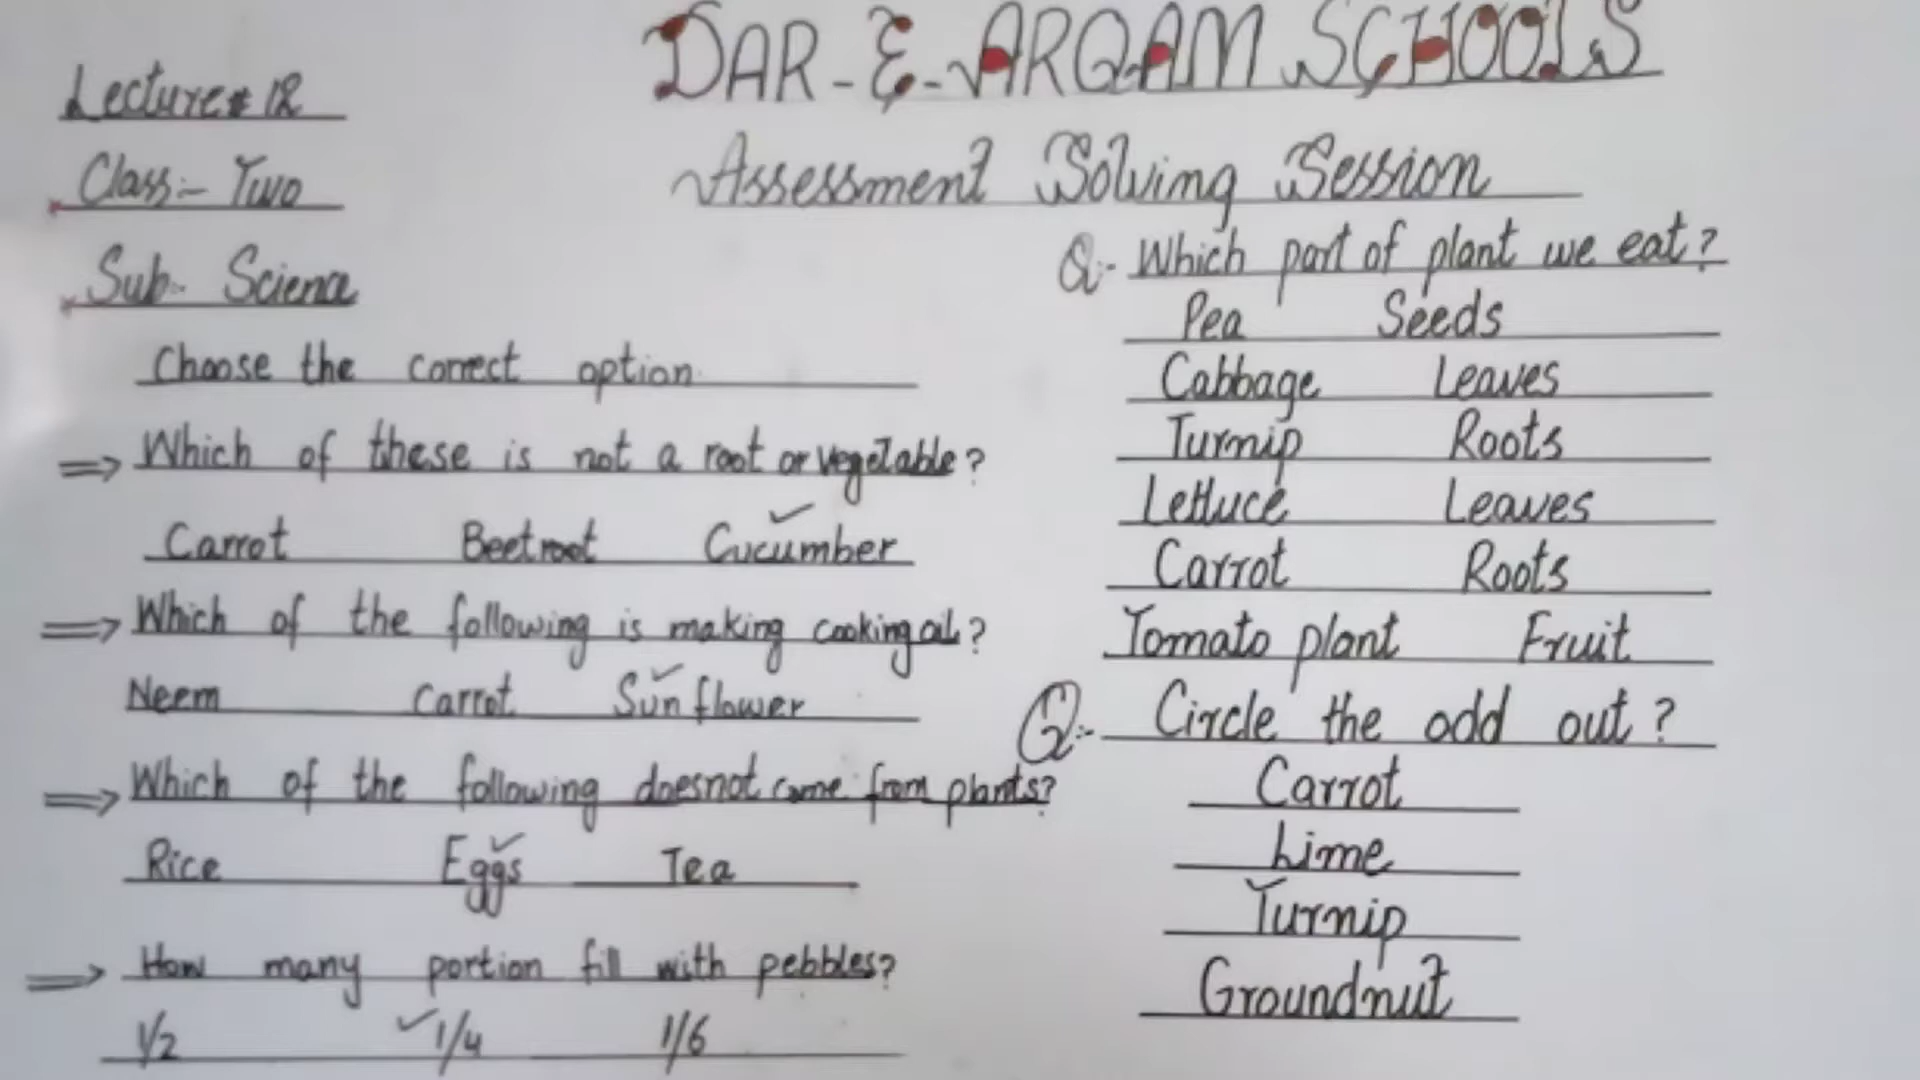 DAR-E-ARQAM SCHOOLS
Lecture# 12
Assessment Solving Session
Class:- Two
Sub- Science
Choose the correct option
⇒ Which of these is not a root or vegetable?
Carrot Beetroot Cucumber ✓
⇒ Which of the following is making cooking oil?
Neem Carrot Sunflower ✓
⇒ Which of the following doesnot come from plants?
Rice Eggs ✓ Tea
⇒ How many portion fill with pebbles?
1/2 ✓1/4 1/6
Q:- Which part of plant we eat?
Pea Seeds
Cabbage Leaves
Turnip Roots
Lettuce Leaves
Carrot Roots
Tomato plant Fruit
Q:- Circle the odd out?
Carrot
Lime
Turnip
Groundnut